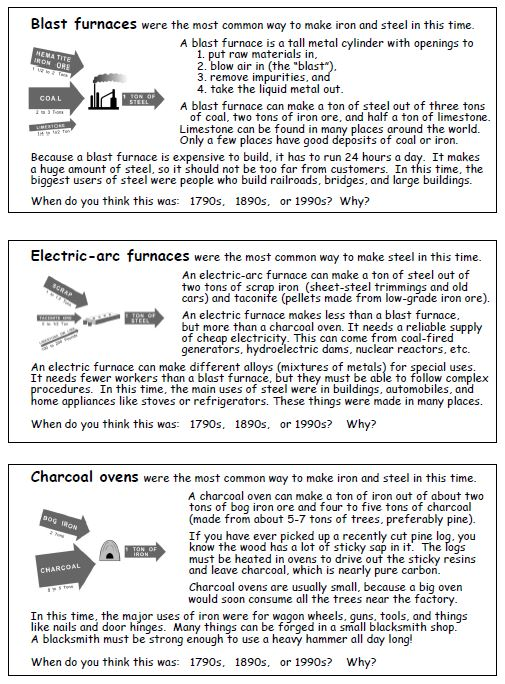 Blast furnaces were the most common way to make iron and steel in this time.
A blast furnace is a tall metal cylinder with openings to
1. put raw materials in,
2. blow air in (the "blast"),
3. remove impurities, and
4. take the liquid metal out.
HEMATITE
IRON ORE
1 1/2 to 2 Tons
COAL
2 to 3 Tons
LIMESTONE
1 TON OF
STEEL
A blast furnace can make a ton of steel out of three tons
of coal, two tons of iron ore, and half a ton of limestone.
Limestone can be found in many places around the world.
Only a few places have good deposits of coal or iron.
Because a blast furnace is expensive to build, it has to run 24 hours a day. It makes
a huge amount of steel, so it should not be too far from customers. In this time, the
biggest users of steel were people who build railroads, bridges, and large buildings.
When do you think this was: 1790s, 1890s, or 1990s? Why?
Electric-arc furnaces were the most common way to make steel in this time.
An electric-arc furnace can make a ton of steel out of
two tons of scrap iron (sheet-steel trimmings and old
cars) and taconite (pellets made from low-grade iron ore).
SCRAP
TACONITE
1 TON OF
STEEL
An electric furnace makes less than a blast furnace,
but more than a charcoal oven. It needs a reliable supply
of cheap electricity. This can come from coal-fired
generators, hydroelectric dams, nuclear reactors, etc.
An electric furnace can make different alloys (mixtures of metals) for special uses.
It needs fewer workers than a blast furnace, but they must be able to follow complex
procedures. In this time, the main uses of steel were in buildings, automobiles, and
home appliances like stoves or refrigerators. These things were made in many places.
When do you think this was: 1790s, 1890s, or 1990s? Why?
Charcoal ovens were the most common way to make iron and steel in this time.
A charcoal oven can make a ton of iron out of about two
tons of bog iron ore and four to five tons of charcoal
(made from about 5-7 tons of trees, preferably pine).
BOG IRON
2 Tons
CHARCOAL
1 TON OF
IRON
If you have ever picked up a recently cut pine log, you
know the wood has a lot of sticky sap in it. The logs
must be heated in ovens to drive out the sticky resins
and leave charcoal, which is nearly pure carbon.
Charcoal ovens are usually small, because a big oven
would soon consume all the trees near the factory.
In this time, the major uses of iron were for wagon wheels, guns, tools, and things
like nails and door hinges. Many things can be forged in a small blacksmith shop.
A blacksmith must be strong enough to use a heavy hammer all day long!
When do you think this was: 1790s, 1890s, or 1990s? Why?